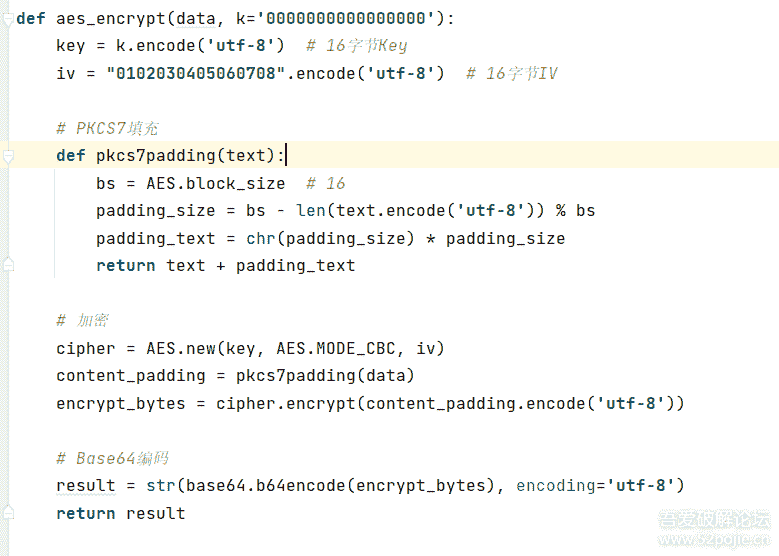 def aes_encrypt(data, k='0000000000000000'):
    key = k.encode('utf-8')  # 16字节Key
    iv = "0102030405060708".encode('utf-8')  # 16字节IV
    # PKCS7填充
    def pkcs7padding(text):
        bs = AES.block_size  # 16
        padding_size = bs - len(text.encode('utf-8')) % bs
        padding_text = chr(padding_size) * padding_size
        return text + padding_text
    # 加密
    cipher = AES.new(key, AES.MODE_CBC, iv)
    content_padding = pkcs7padding(data)
    encrypt_bytes = cipher.encrypt(content_padding.encode('utf-8'))
    # Base64编码
    result = str(base64.b64encode(encrypt_bytes), encoding='utf-8')
    return result
吾爱破解论坛
www.52pojie.cn